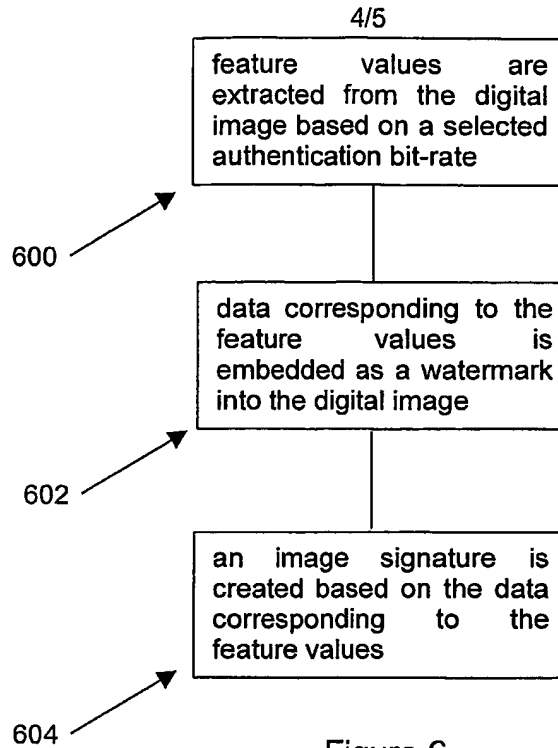 4/5
feature values are
extracted from the digital
image based on a selected
authentication bit-rate
600
data corresponding to the
feature values is
embedded as a watermark
into the digital image
602
an image signature is
created based on the data
corresponding to the
feature values
604